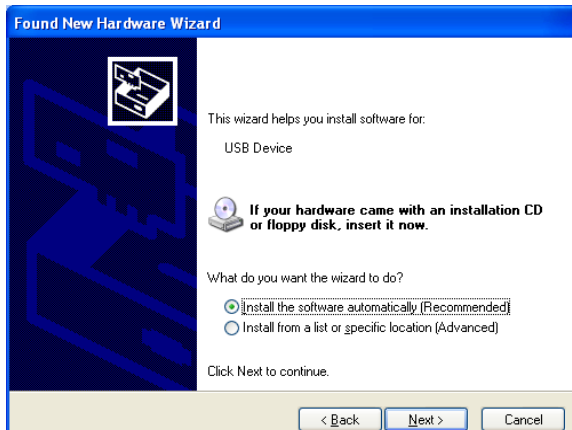 Found New Hardware Wizard
This wizard helps you install software for:
USB Device
If your hardware came with an installation CD
or floppy disk, insert it now.
What do you want the wizard to do?
Install the software automatically (Recommended)
Install from a list or specific location (Advanced)
Click Next to continue.
< Back Next > Cancel